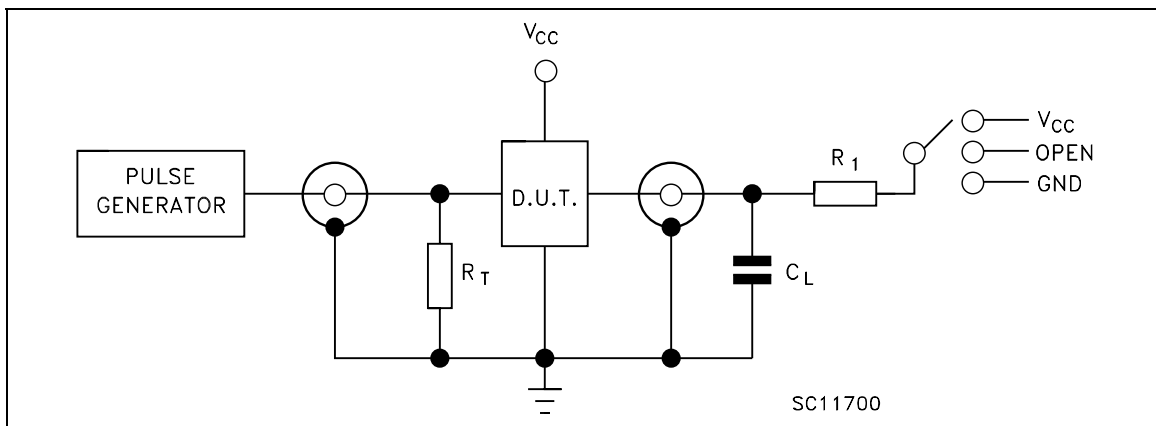 VCC
PULSE
GENERATOR
D.U.T.
RT
CL
R1
VCC
OPEN
GND
SC11700